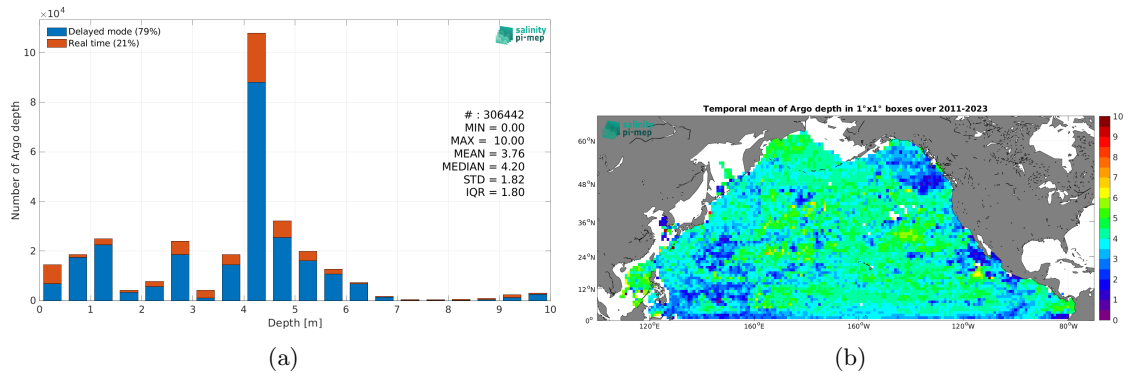 ×10⁴
Delayed mode (79%)
Real time (21%)
salinity
pi-mep
# : 306442
MIN = 0.00
MAX = 10.00
MEAN = 3.76
MEDIAN = 4.20
STD = 1.82
IQR = 1.80
Number of Argo depth
10
8
6
4
2
0
0 1 2 3 4 5 6 7 8 9 10
Depth [m]
(a)
Temporal mean of Argo depth in 1°x1° boxes over 2011-2023
salinity
pi-mep
60°N
48°N
36°N
24°N
12°N
0°
120°E 160°E 160°W 120°W 80°W
10
9
8
7
6
5
4
3
2
1
0
(b)